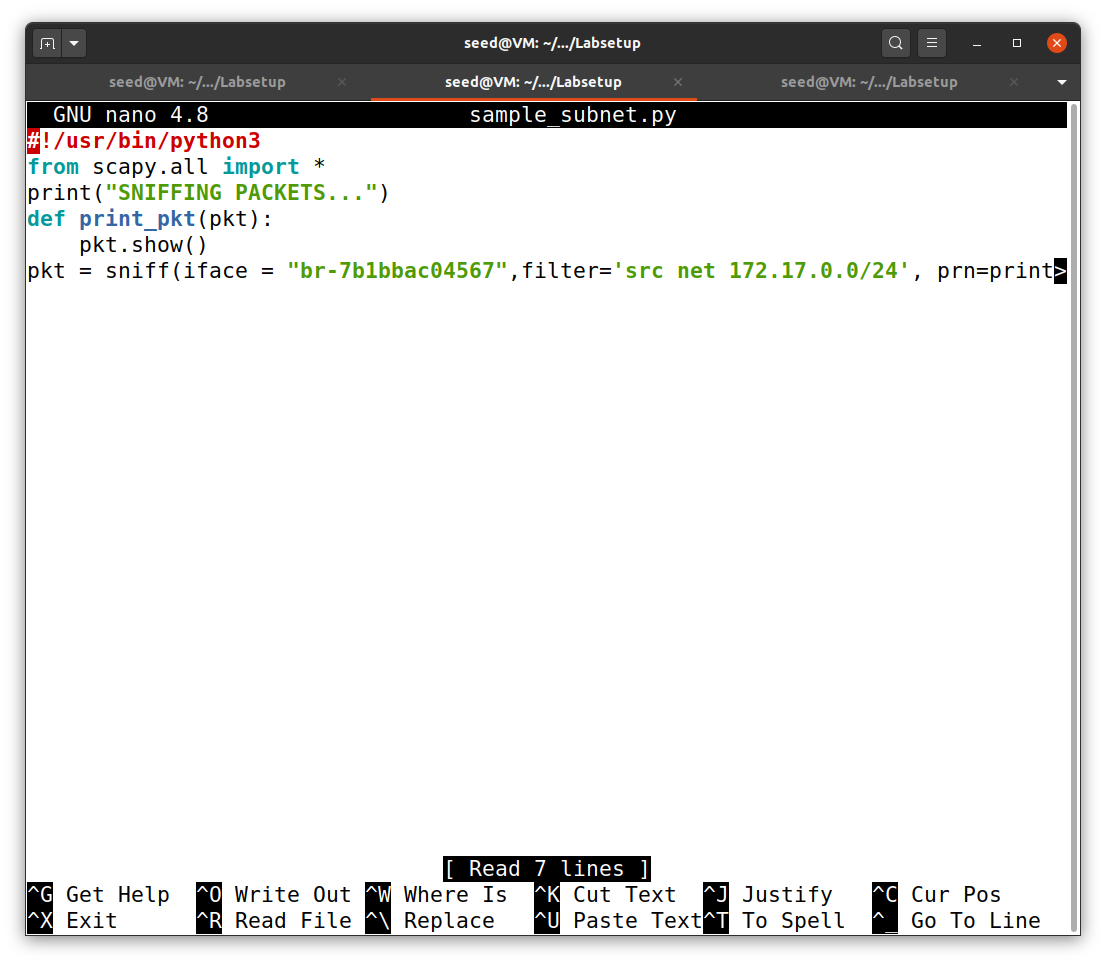 seed@VM: ~/.../Labsetup
seed@VM: ~/.../Labsetup × seed@VM: ~/.../Labsetup × seed@VM: ~/.../Labsetup ×
GNU nano 4.8 sample_subnet.py
#!/usr/bin/python3
from scapy.all import *
print("SNIFFING PACKETS...")
def print_pkt(pkt):
    pkt.show()
pkt = sniff(iface = "br-7b1bbac04567",filter='src net 172.17.0.0/24', prn=print>
[ Read 7 lines ]
^G Get Help ^O Write Out ^W Where Is ^K Cut Text ^J Justify ^C Cur Pos
^X Exit ^R Read File ^\ Replace ^U Paste Text ^T To Spell ^_ Go To Line